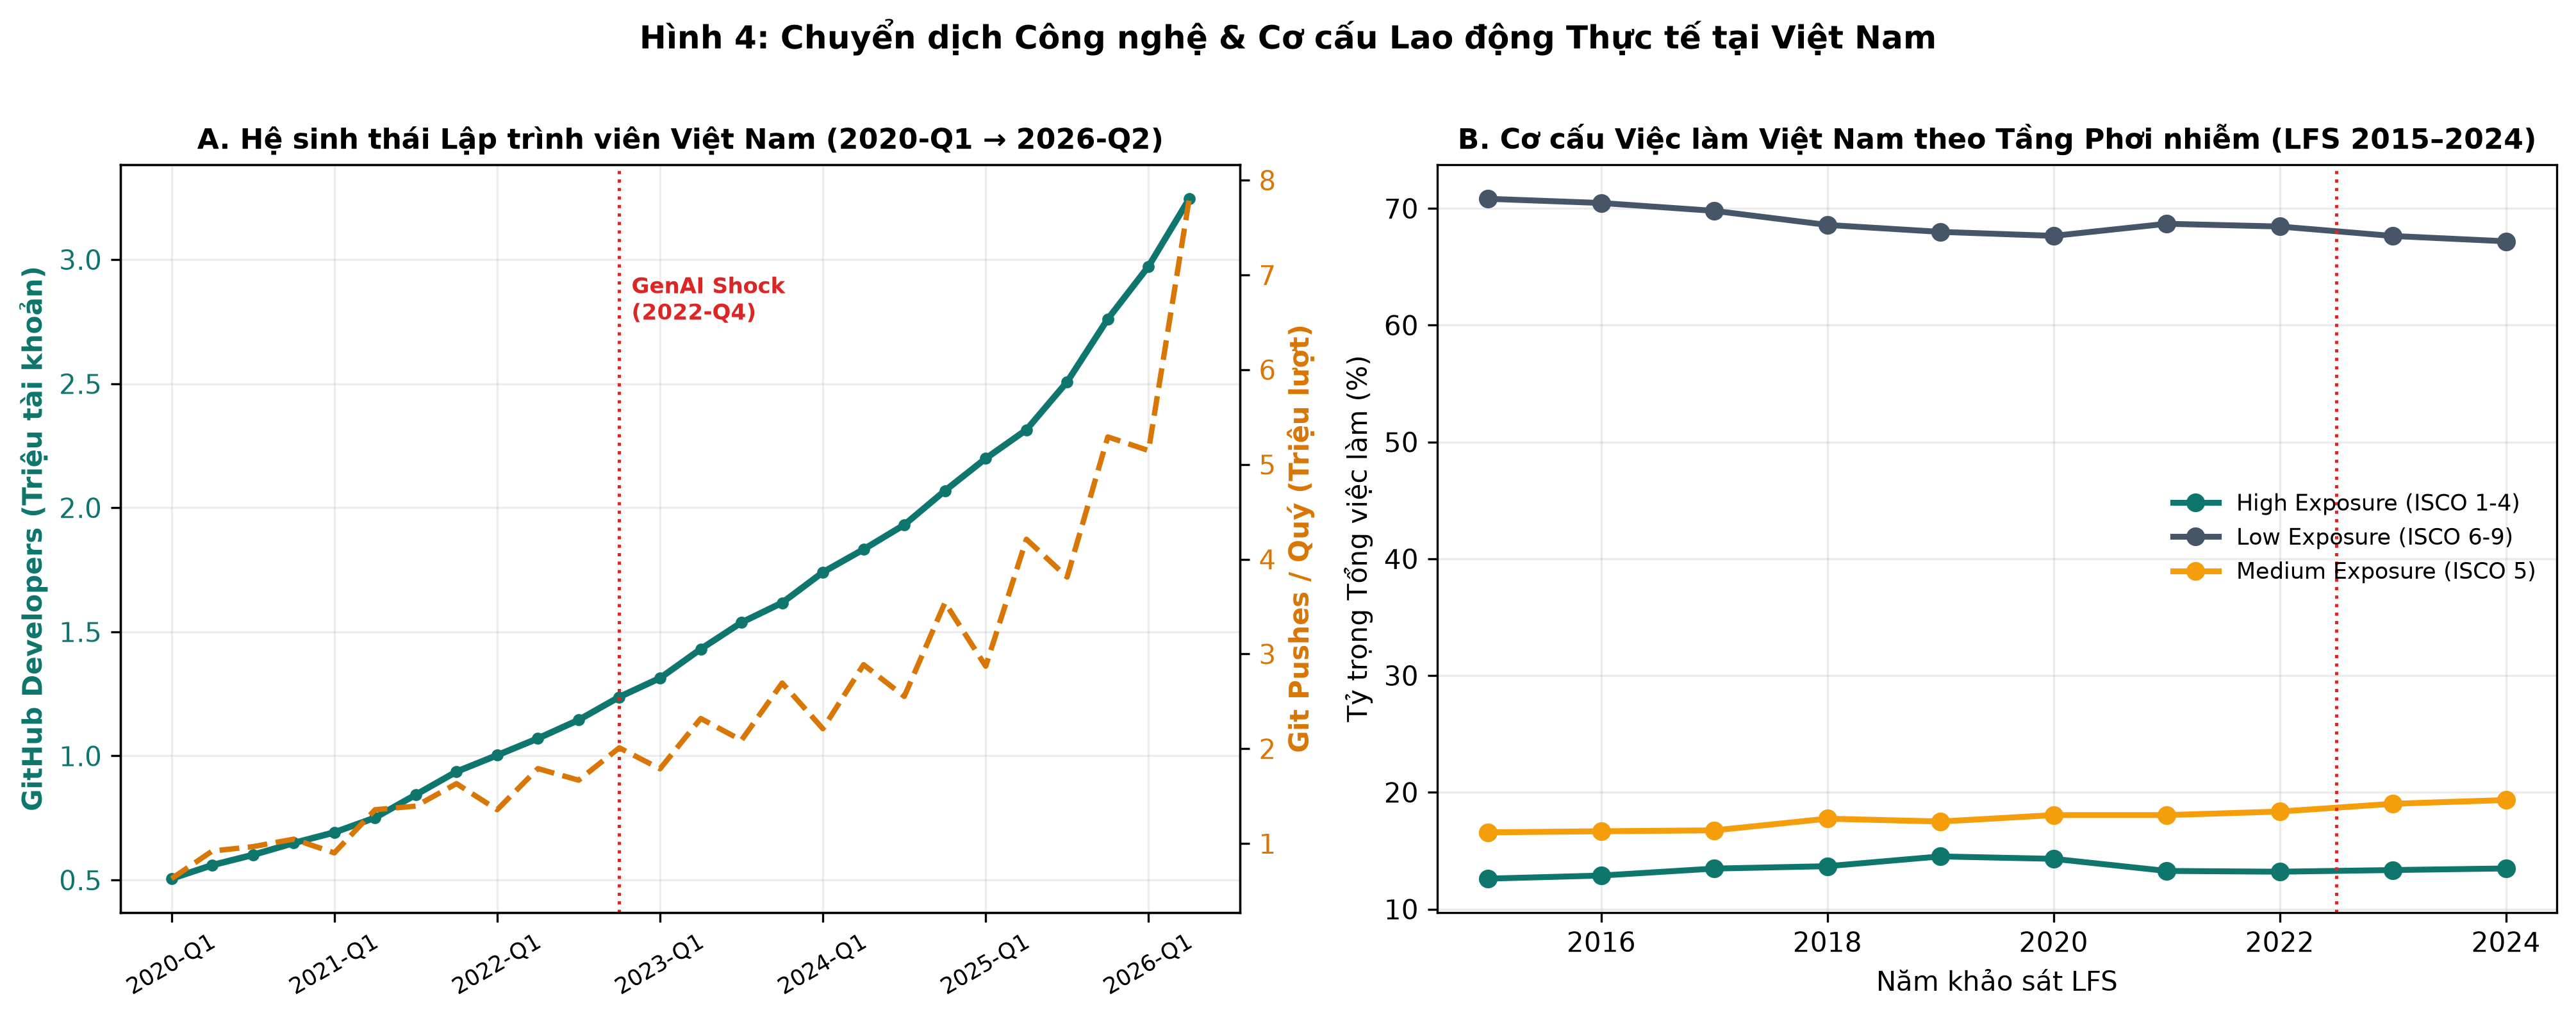 Hình 4: Chuyển dịch Công nghệ & Cơ cấu Lao động Thực tế tại Việt Nam
A. Hệ sinh thái Lập trình viên Việt Nam (2020-Q1 → 2026-Q2)
GitHub Developers (Triệu tài khoản)
3.0
2.5
2.0
1.5
1.0
0.5
GenAI Shock
(2022-Q4)
8
7
6
5
4
3
2
1
Git Pushes / Quý (Triệu lượt)
2020-Q1
2021-Q1
2022-Q1
2023-Q1
2024-Q1
2025-Q1
2026-Q1
B. Cơ cấu Việc làm Việt Nam theo Tầng Phơi nhiễm (LFS 2015–2024)
Tỷ trọng Tổng việc làm (%)
70
60
50
40
30
20
10
High Exposure (ISCO 1-4)
Low Exposure (ISCO 6-9)
Medium Exposure (ISCO 5)
2016
2018
2020
2022
2024
Năm khảo sát LFS